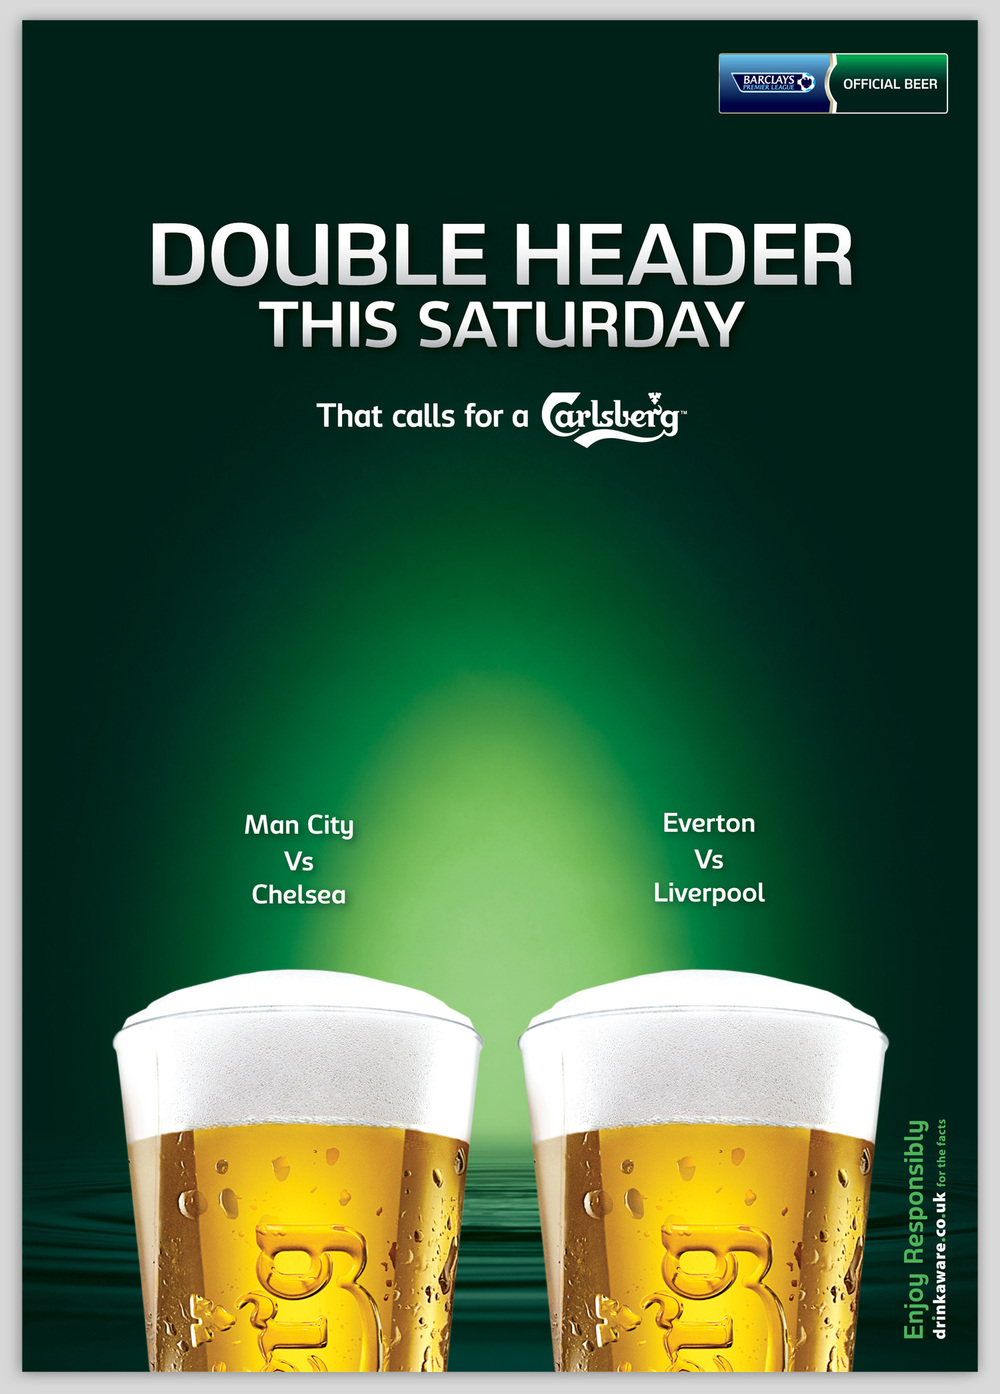 BARCLAYS
PREMIER LEAGUE
OFFICIAL BEER
DOUBLE HEADER
THIS SATURDAY
That calls for a Carlsberg™
Man City
Vs
Chelsea
Everton
Vs
Liverpool
Enjoy Responsibly
drinkaware.co.uk for the facts